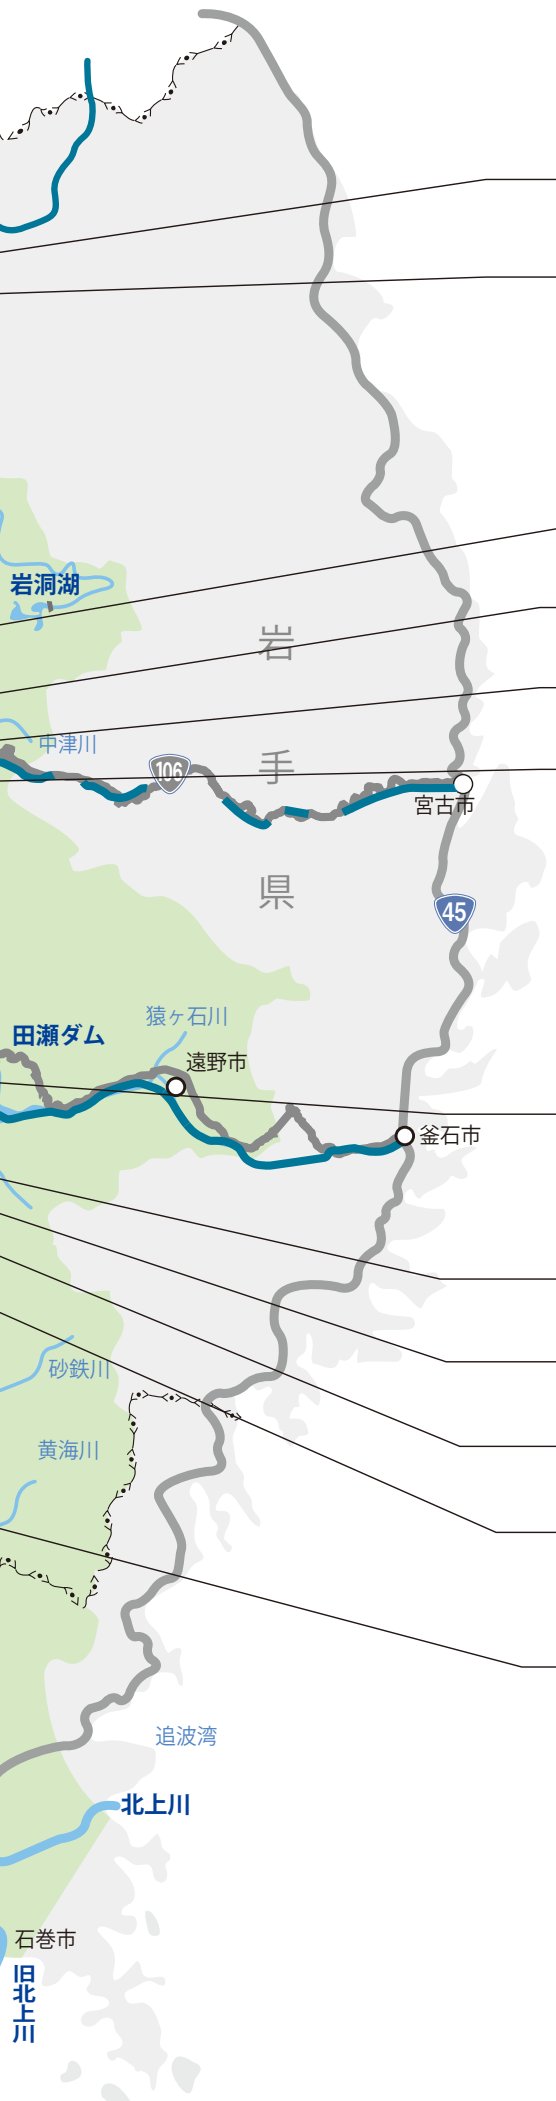 岩洞湖
岩
手
県
中津川
106
宮古市
45
猿ヶ石川
田瀬ダム
遠野市
釜石市
砂鉄川
黄海川
追波湾
北上川
石巻市
旧北上川